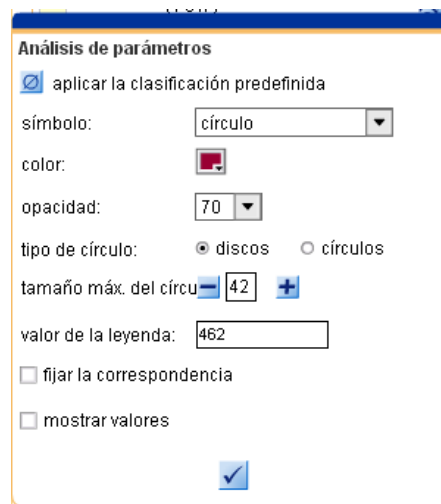 Análisis de parámetros
aplicar la clasificación predefinida
símbolo: círculo
color:
opacidad: 70
tipo de círculo: discos círculos
tamaño máx. del círcu 42
valor de la leyenda: 462
fijar la correspondencia
mostrar valores